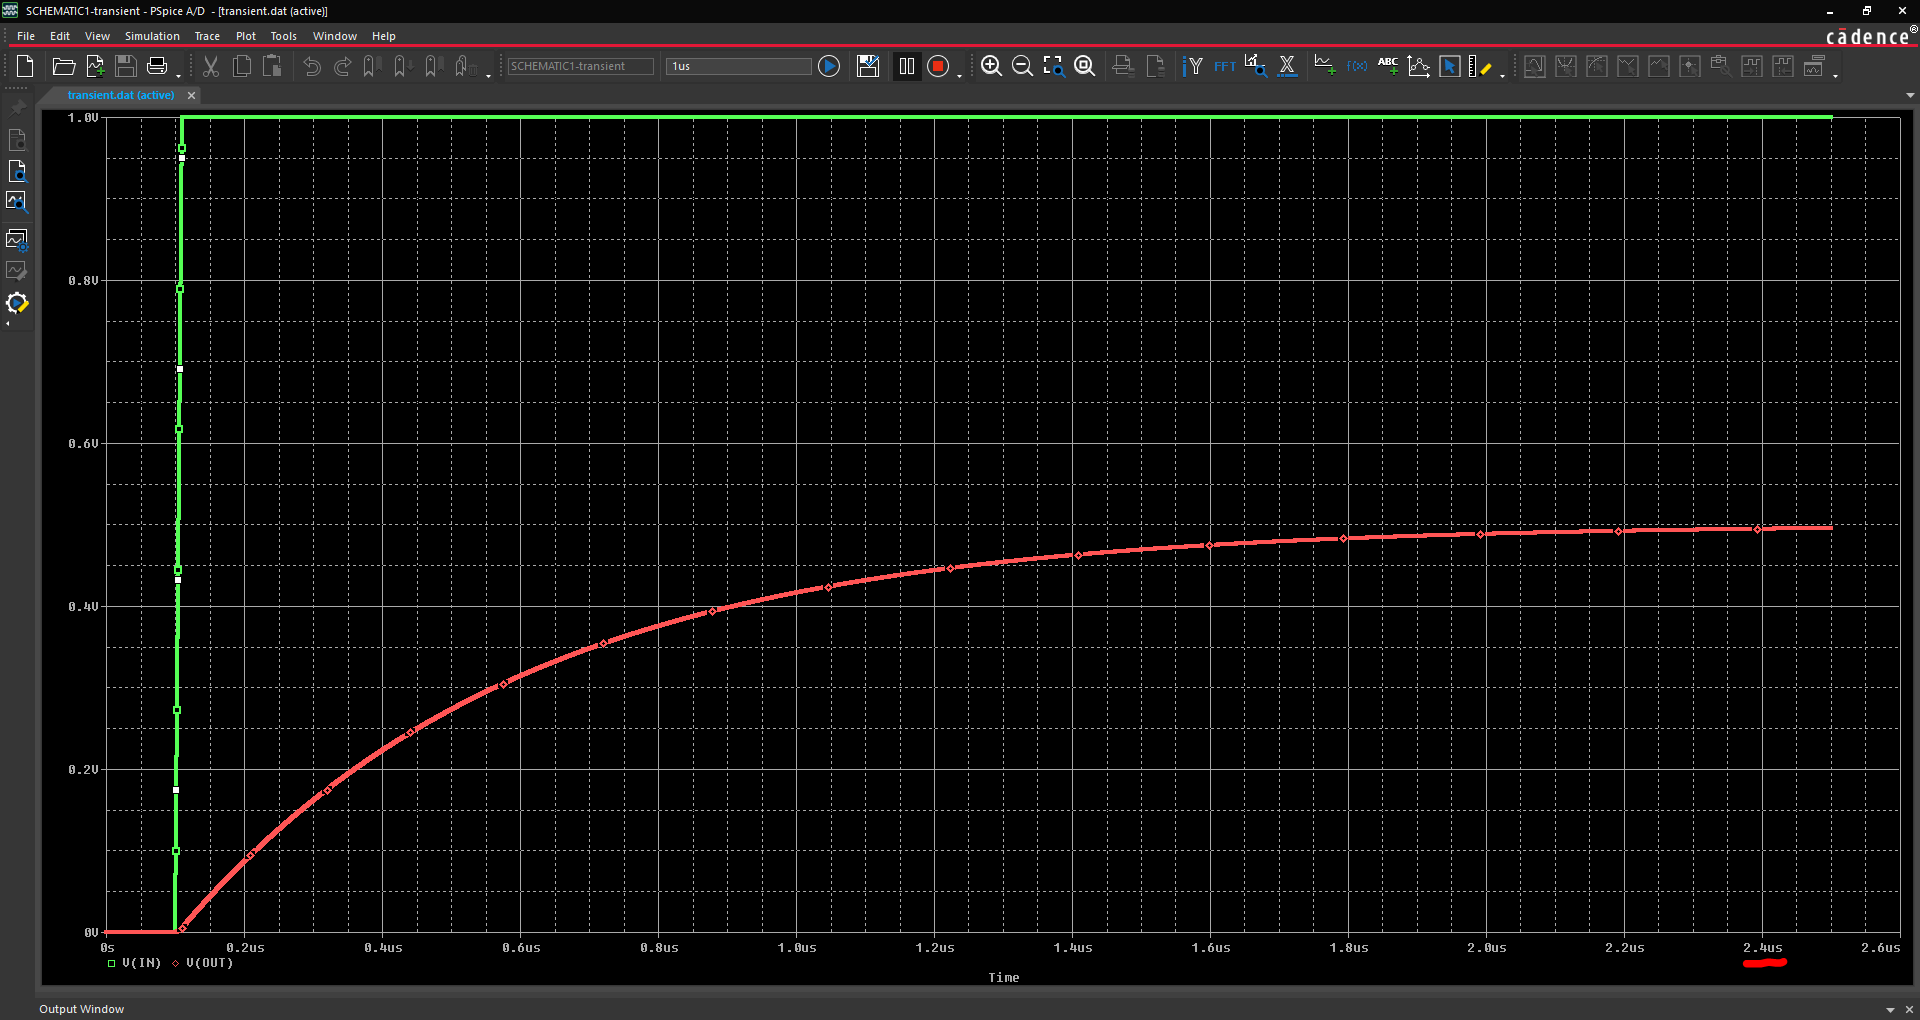 SCHEMATIC1-transient - PSpice A/D - [transient.dat (active)]
File Edit View Simulation Trace Plot Tools Window Help
cādence®
SCHEMATIC1-transient 1us FFT f(x) ABC
transient.dat (active)
1.0V
0.8V
0.6V
0.4V
0.2V
0V
0s 0.2us 0.4us 0.6us 0.8us 1.0us 1.2us 1.4us 1.6us 1.8us 2.0us 2.2us 2.4us 2.6us
V(IN) V(OUT)
Time
Output Window